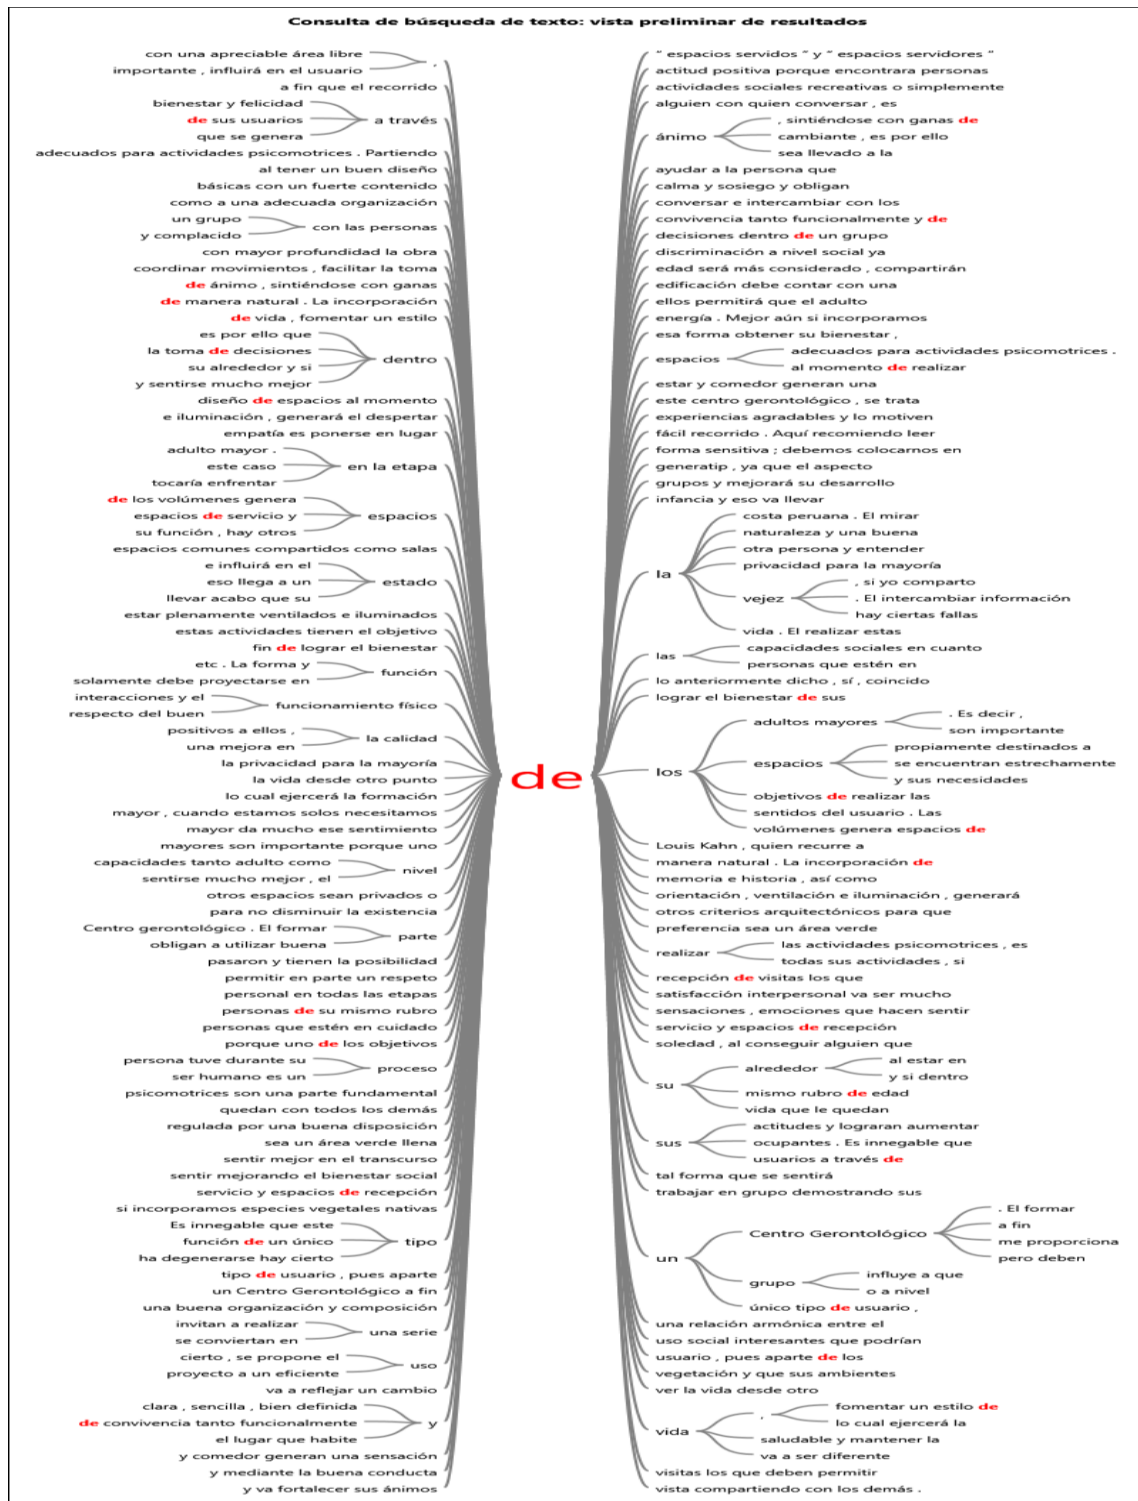 Consulta de búsqueda de texto: vista preliminar de resultados
con una apreciable área libre
importante , influirá en el usuario
,
a fin que el recorrido
bienestar y felicidad
de sus usuarios
que se genera
a través
adecuados para actividades psicomotrices . Partiendo
al tener un buen diseño
básicas con un fuerte contenido
como a una adecuada organización
un grupo
y complacido
con las personas
con mayor profundidad la obra
coordinar movimientos , facilitar la toma
de ánimo , sintiéndose con ganas
de manera natural . La incorporación
de vida , fomentar un estilo
es por ello que
la toma de decisiones
su alrededor y si
y sentirse mucho mejor
dentro
diseño de espacios al momento
e iluminación , generará el despertar
empatía es ponerse en lugar
adulto mayor .
este caso
tocaría enfrentar
en la etapa
de los volúmenes genera
espacios de servicio y
su función , hay otros
espacios
espacios comunes compartidos como salas
e influirá en el
eso llega a un
llevar acabo que su
estado
estar plenamente ventilados e iluminados
estas actividades tienen el objetivo
fin de lograr el bienestar
etc . La forma y
solamente debe proyectarse en
función
interacciones y el
respecto del buen
funcionamiento físico
positivos a ellos ,
una mejora en
la calidad
la privacidad para la mayoría
la vida desde otro punto
lo cual ejercerá la formación
mayor , cuando estamos solos necesitamos
mayor da mucho ese sentimiento
mayores son importante porque uno
capacidades tanto adulto como
sentirse mucho mejor , el
nivel
otros espacios sean privados o
para no disminuir la existencia
Centro gerontológico . El formar
obligan a utilizar buena
parte
pasaron y tienen la posibilidad
permitir en parte un respeto
personal en todas las etapas
personas de su mismo rubro
personas que estén en cuidado
porque uno de los objetivos
persona tuve durante su
ser humano es un
proceso
psicomotrices son una parte fundamental
quedan con todos los demás
regulada por una buena disposición
sea un área verde llena
sentir mejor en el transcurso
sentir mejorando el bienestar social
servicio y espacios de recepción
si incorporamos especies vegetales nativas
Es innegable que este
función de un único
ha degenerarse hay cierto
tipo
tipo de usuario , pues aparte
un Centro Gerontológico a fin
una buena organización y composición
invitan a realizar
se conviertan en
una serie
cierto , se propone el
proyecto a un eficiente
uso
va a reflejar un cambio
clara , sencilla , bien definida
de convivencia tanto funcionalmente
el lugar que habite
y
y comedor generan una sensación
y mediante la buena conducta
y va fortalecer sus ánimos
de
“ espacios servidos ” y “ espacios servidores ”
actitud positiva porque encontrara personas
actividades sociales recreativas o simplemente
alguien con quien conversar , es
ánimo
, sintiéndose con ganas de
cambiante , es por ello
sea llevado a la
ayudar a la persona que
calma y sosiego y obligan
conversar e intercambiar con los
convivencia tanto funcionalmente y de
decisiones dentro de un grupo
discriminación a nivel social ya
edad será más considerado , compartirán
edificación debe contar con una
ellos permitirá que el adulto
energía . Mejor aún si incorporamos
esa forma obtener su bienestar ,
espacios
adecuados para actividades psicomotrices .
al momento de realizar
estar y comedor generan una
este centro gerontológico , se trata
experiencias agradables y lo motiven
fácil recorrido . Aquí recomiendo leer
forma sensitiva ; debemos colocarnos en
generatip , ya que el aspecto
grupos y mejorará su desarrollo
infancia y eso va llevar
la
costa peruana . El mirar
naturaleza y una buena
otra persona y entender
privacidad para la mayoría
vejez
, si yo comparto
. El intercambiar información
hay ciertas fallas
vida . El realizar estas
las
capacidades sociales en cuanto
personas que estén en
lo anteriormente dicho , sí , coincido
lograr el bienestar de sus
los
adultos mayores
. Es decir ,
son importante
espacios
propiamente destinados a
se encuentran estrechamente
y sus necesidades
objetivos de realizar las
sentidos del usuario . Las
volúmenes genera espacios de
Louis Kahn , quien recurre a
manera natural . La incorporación de
memoria e historia , así como
orientación , ventilación e iluminación , generará
otros criterios arquitectónicos para que
preferencia sea un área verde
realizar
las actividades psicomotrices , es
todas sus actividades , si
recepción de visitas los que
satisfacción interpersonal va ser mucho
sensaciones , emociones que hacen sentir
servicio y espacios de recepción
soledad , al conseguir alguien que
su
alrededor
al estar en
y si dentro
mismo rubro de edad
vida que le quedan
sus
actitudes y lograran aumentar
ocupantes . Es innegable que
usuarios a través de
tal forma que se sentirá
trabajar en grupo demostrando sus
un
Centro Gerontológico
. El formar
a fin
me proporciona
pero deben
grupo
influye a que
o a nivel
único tipo de usuario ,
una relación armónica entre el
uso social interesantes que podrían
usuario , pues aparte de los
vegetación y que sus ambientes
ver la vida desde otro
vida
,
fomentar un estilo de
lo cual ejercerá la
saludable y mantener la
va a ser diferente
visitas los que deben permitir
vista compartiendo con los demás .